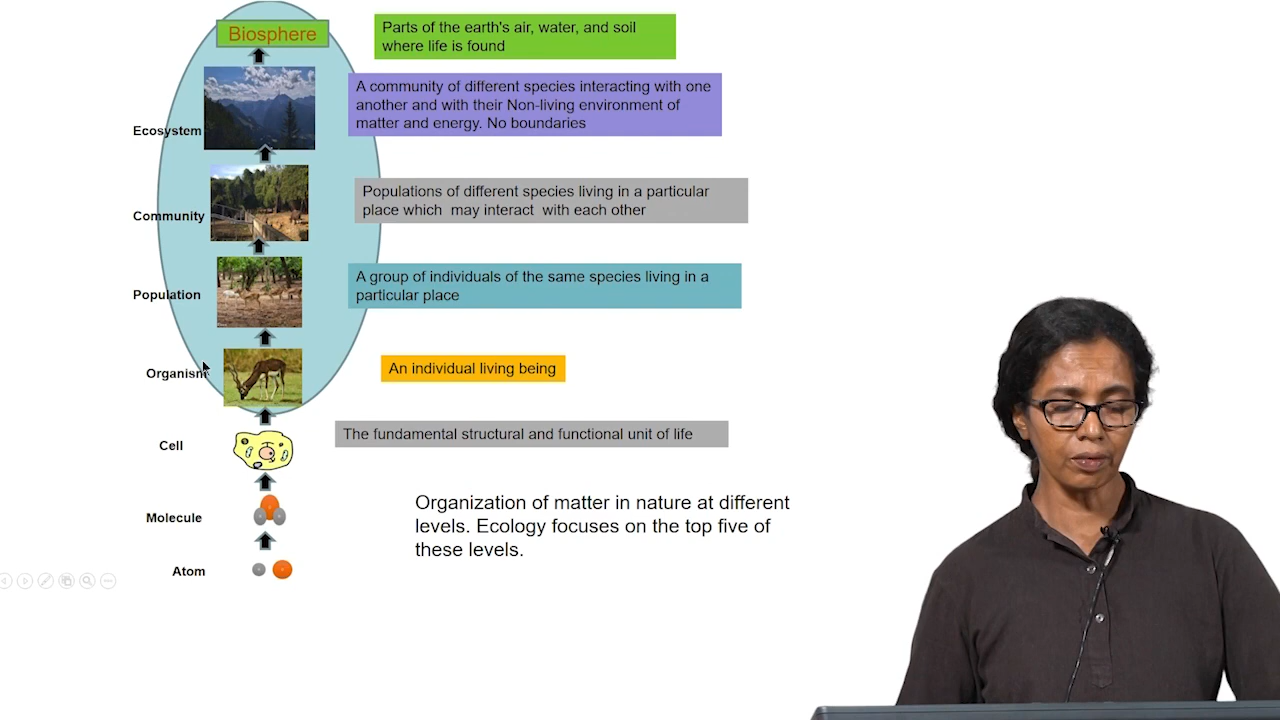 Biosphere
Parts of the earth's air, water, and soil
where life is found
A community of different species interacting with one
another and with their Non-living environment of
matter and energy. No boundaries
Ecosystem
Populations of different species living in a particular
place which may interact with each other
Community
A group of individuals of the same species living in a
particular place
Population
An individual living being
Organism
The fundamental structural and functional unit of life
Cell
Organization of matter in nature at different
levels. Ecology focuses on the top five of
these levels.
Molecule
Atom